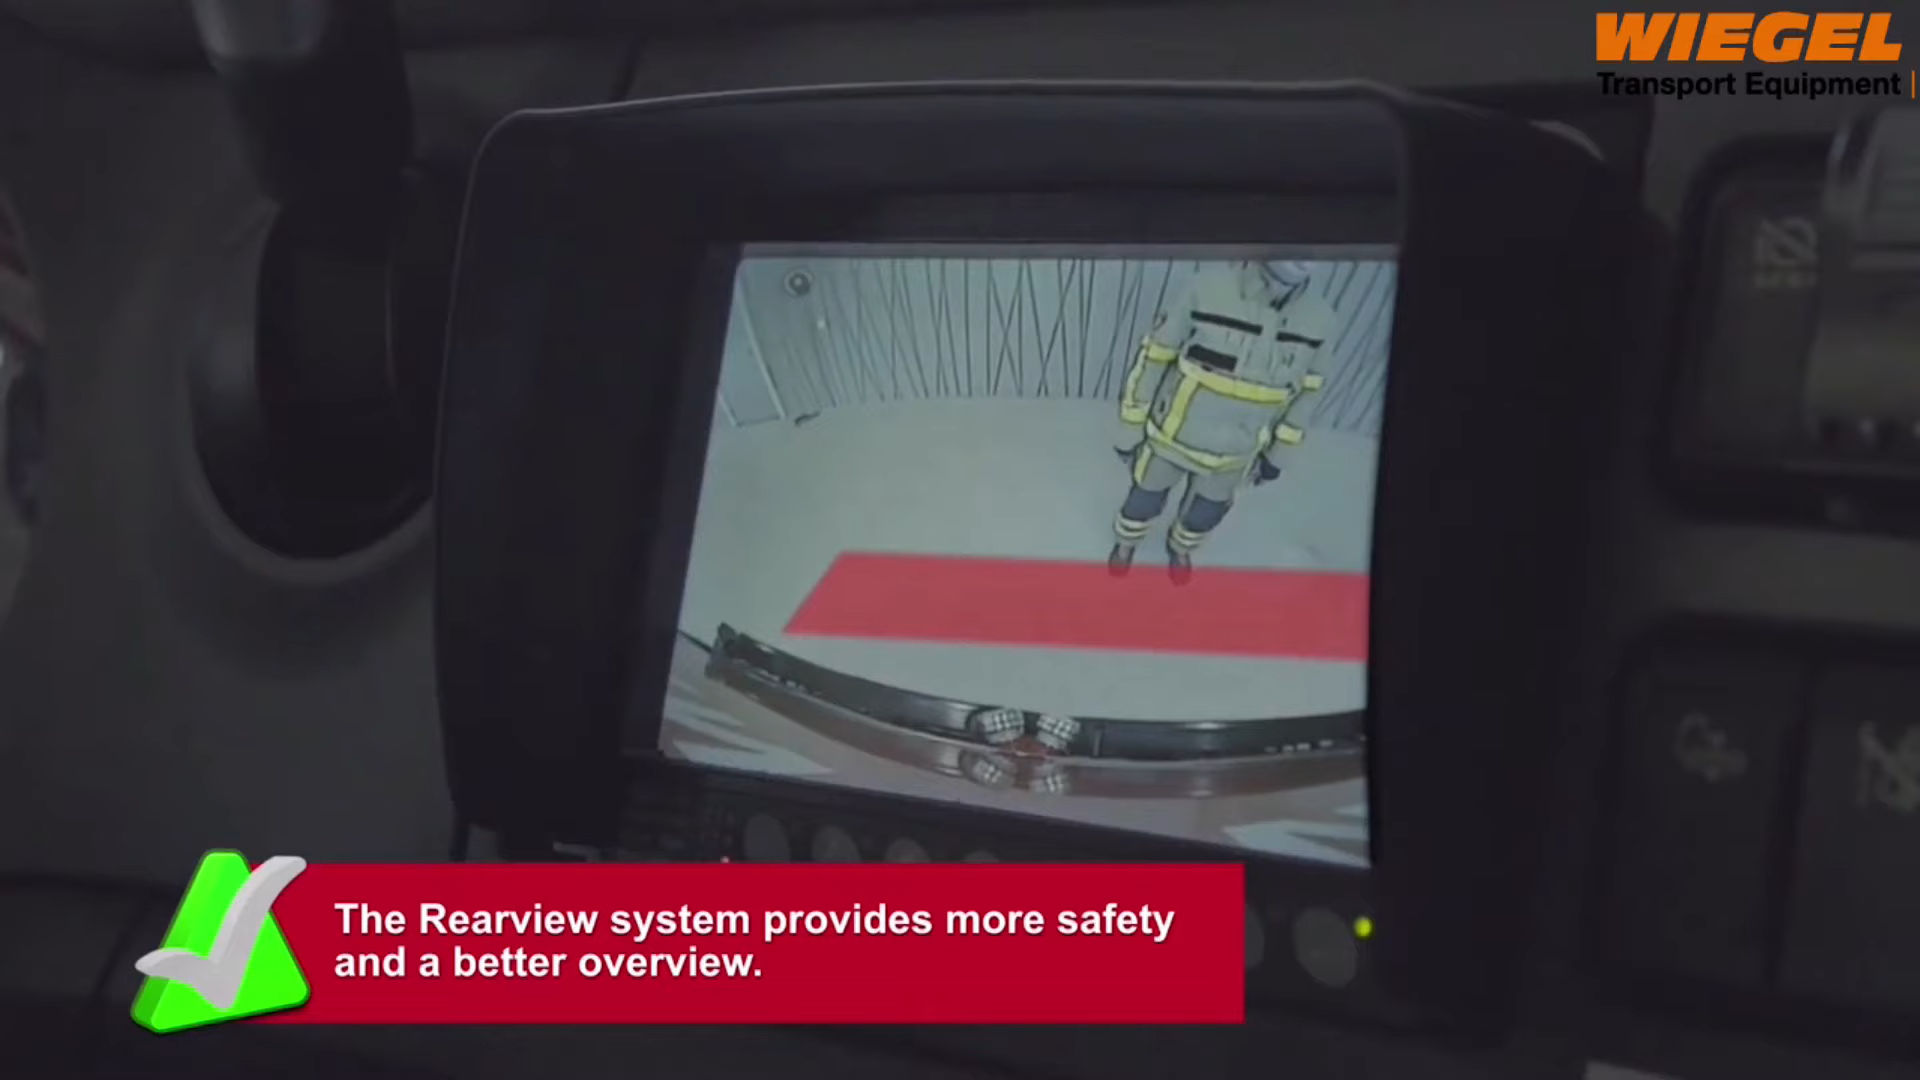 WIEGEL
Transport Equipment |
The Rearview system provides more safety
and a better overview.